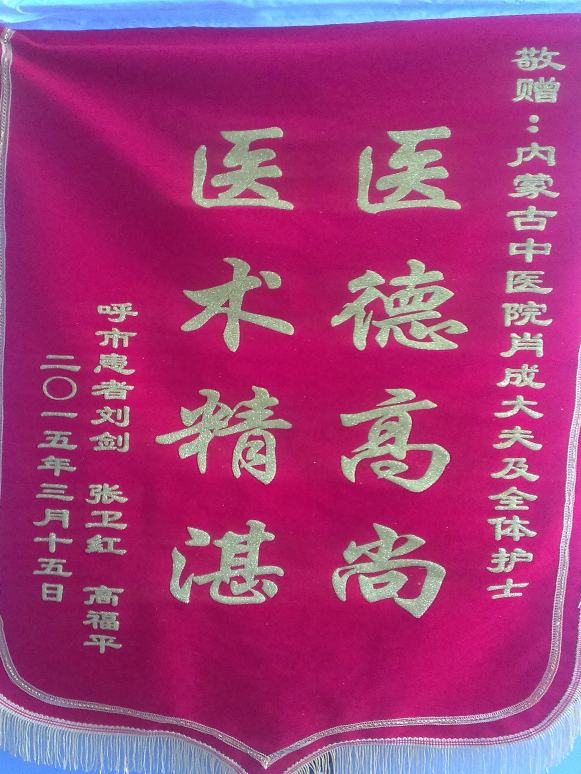 敬赠：内蒙古中医院肖成大夫及全体护士
医德高尚
医术精湛
呼市患者刘剑 张卫红 高福平
二〇一五年三月十五日